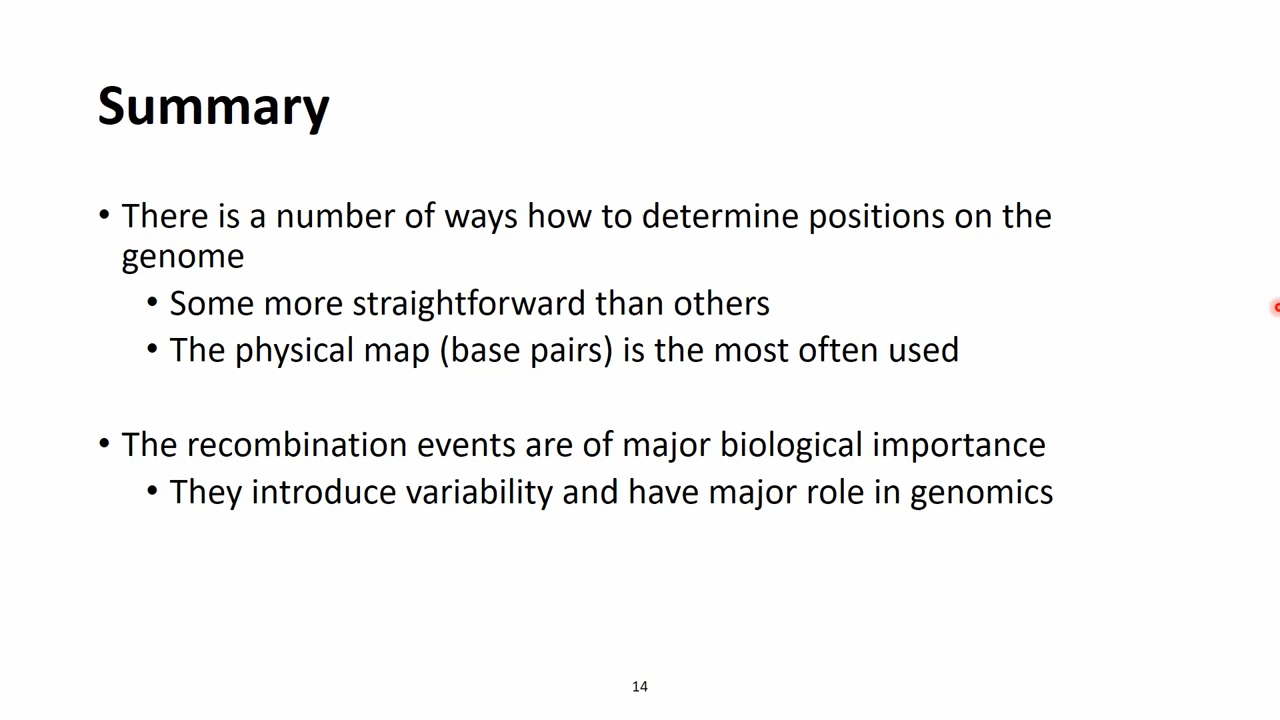 Summary
• There is a number of ways how to determine positions on the
genome
• Some more straightforward than others
• The physical map (base pairs) is the most often used
• The recombination events are of major biological importance
• They introduce variability and have major role in genomics
14